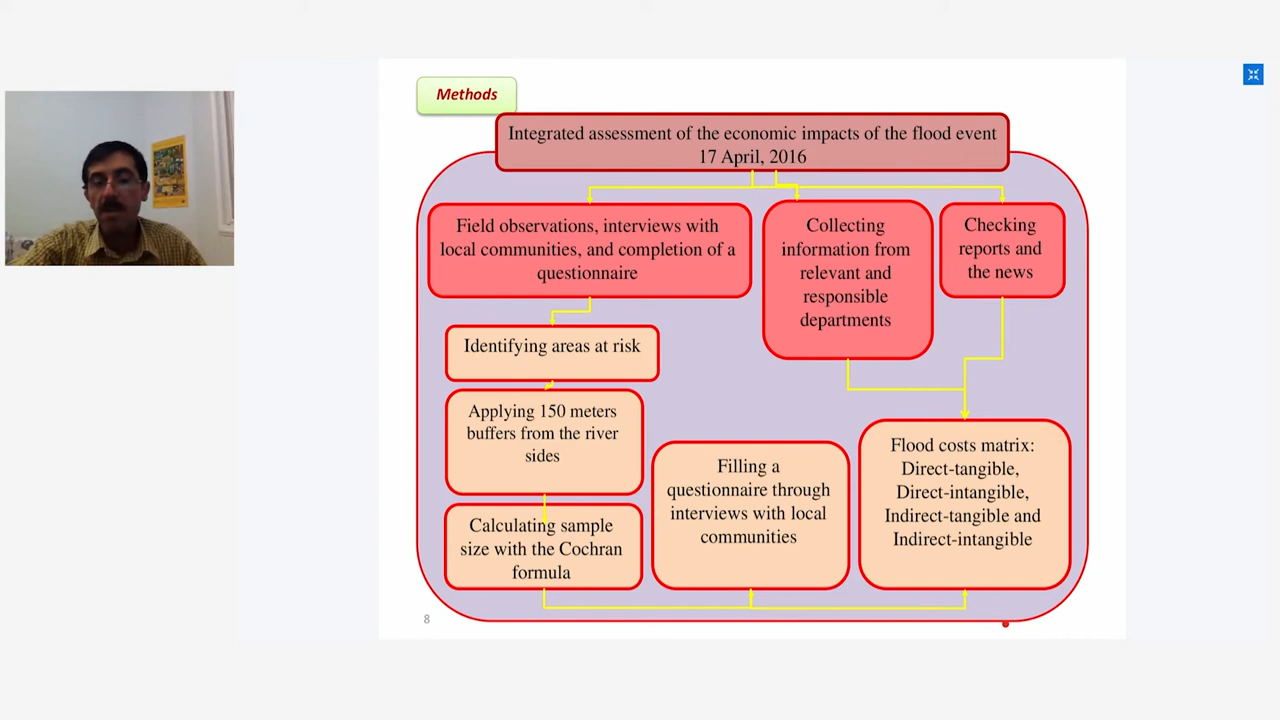 Methods
Integrated assessment of the economic impacts of the flood event
17 April, 2016
Field observations, interviews with
local communities, and completion of a
questionnaire
Collecting
information from
relevant and
responsible
departments
Checking
reports and
the news
Identifying areas at risk
Applying 150 meters
buffers from the river
sides
Calculating sample
size with the Cochran
formula
Filling a
questionnaire through
interviews with local
communities
Flood costs matrix:
Direct-tangible,
Direct-intangible,
Indirect-tangible and
Indirect-intangible
8